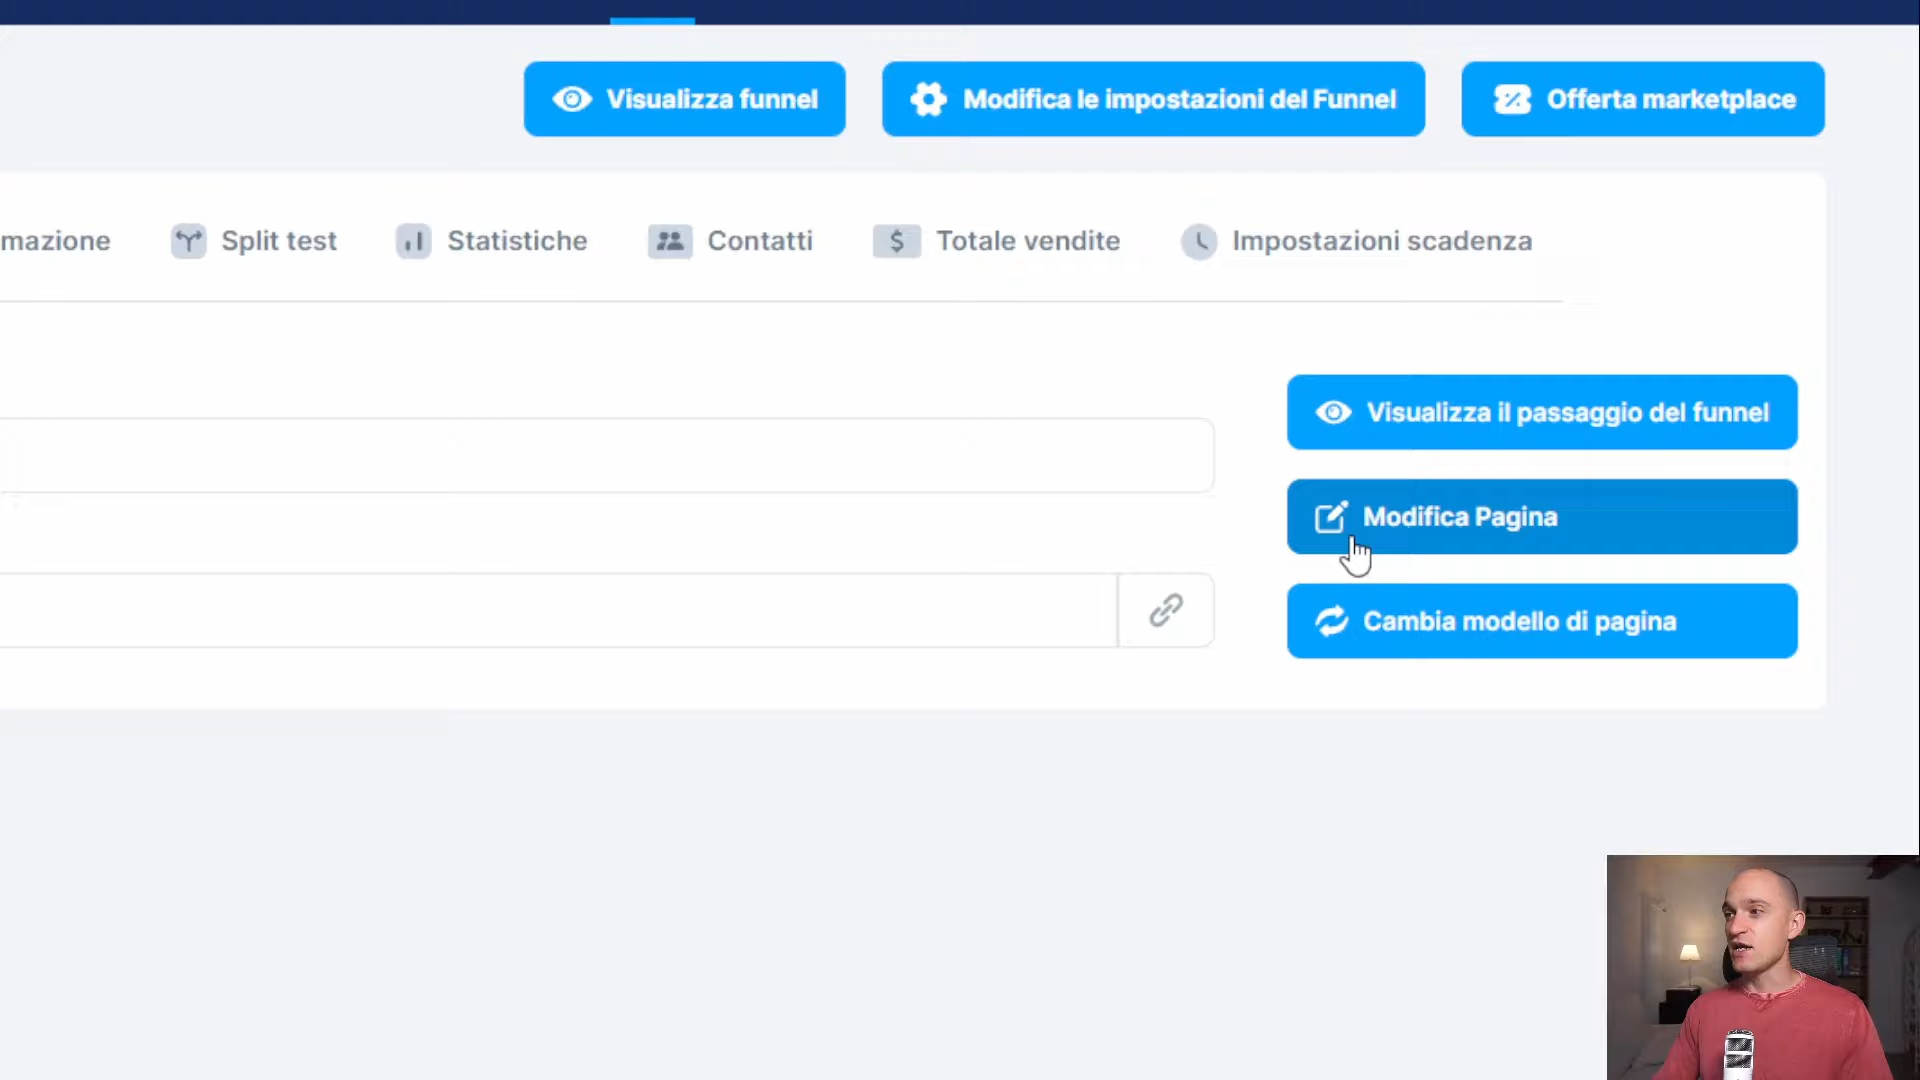 Visualizza funnel
Modifica le impostazioni del Funnel
Offerta marketplace
mazione
Split test
Statistiche
Contatti
$ Totale vendite
Impostazioni scadenza
Visualizza il passaggio del funnel
Modifica Pagina
Cambia modello di pagina